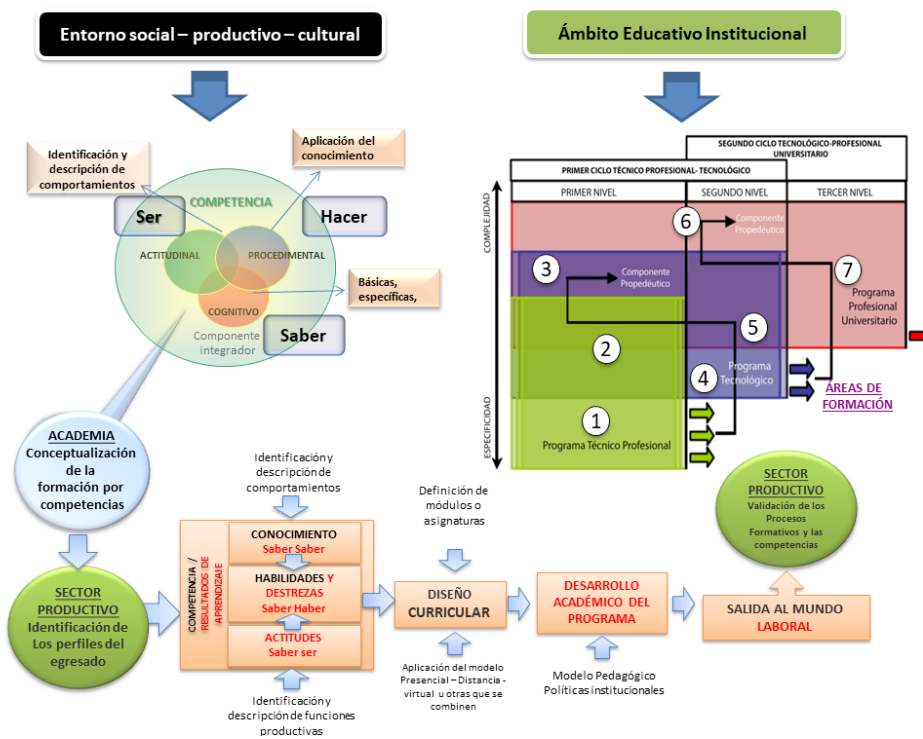 Entorno social – productivo – cultural
Ámbito Educativo Institucional
Identificación y
descripción de
comportamientos
Aplicación del
conocimiento
COMPETENCIA
Ser
Hacer
ACTITUDINAL
PROCEDIMENTAL
COGNITIVO
Básicas,
específicas,
Componente
integrador
Saber
SEGUNDO CICLO TECNOLÓGICO-PROFESIONAL
UNIVERSITARIO
PRIMER CICLO TÉCNICO PROFESIONAL- TECNOLÓGICO
PRIMER NIVEL
SEGUNDO NIVEL
TERCER NIVEL
COMPLEJIDAD
ESPECIFICIDAD
6
Componente
Propedéutico
3
Componente
Propedéutico
7
Programa
Profesional
Universitario
5
2
4
Programa
Tecnológico
1
Programa Técnico Profesional
ÁREAS DE
FORMACIÓN
ACADEMIA
Conceptualización
de la
formación por
competencias
SECTOR
PRODUCTIVO
Identificación de
Los perfiles del
egresado
Identificación y
descripción de
comportamientos
COMPETENCIA /
RESULTADOS DE
APRENDIZAJE
CONOCIMIENTO
Saber Saber
HABILIDADES Y
DESTREZAS
Saber Haber
ACTITUDES
Saber ser
Identificación y
descripción de funciones
productivas
Definición de
módulos o
asignaturas
DISEÑO
CURRICULAR
Aplicación del modelo
Presencial – Distancia -
virtual u otras que se
combinen
DESARROLLO
ACADÉMICO DEL
PROGRAMA
Modelo Pedagógico
Políticas institucionales
SALIDA AL MUNDO
LABORAL
SECTOR
PRODUCTIVO
Validación de los
Procesos
Formativos y las
competencias